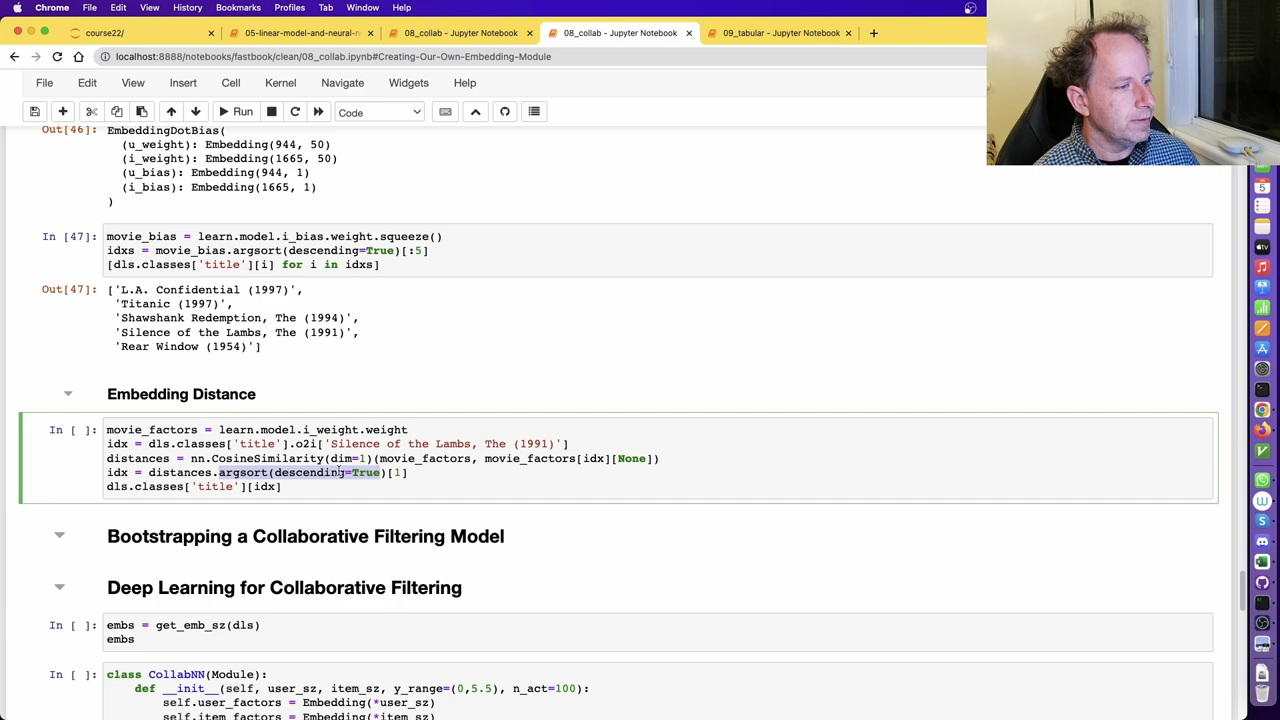 Chrome File Edit View History Bookmarks Profiles Tab Window Help
course22/
05-linear-model-and-neural-n
08_collab - Jupyter Notebook
08_collab - Jupyter Notebook
09_tabular - Jupyter Notebook
localhost:8888/notebooks/fastbook/clean/08_collab.ipynb#Creating-Our-Own-Embedding-Module
File Edit View Insert Cell Kernel Navigate Widgets Help
Run
Code
Out[46]: EmbeddingDotBias(
(u_weight): Embedding(944, 50)
(i_weight): Embedding(1665, 50)
(u_bias): Embedding(944, 1)
(i_bias): Embedding(1665, 1)
)
In [47]: movie_bias = learn.model.i_bias.weight.squeeze()
idxs = movie_bias.argsort(descending=True)[:5]
[dls.classes['title'][i] for i in idxs]
Out[47]: ['L.A. Confidential (1997)',
'Titanic (1997)',
'Shawshank Redemption, The (1994)',
'Silence of the Lambs, The (1991)',
'Rear Window (1954)']
Embedding Distance
In [ ]: movie_factors = learn.model.i_weight.weight
idx = dls.classes['title'].o2i['Silence of the Lambs, The (1991)']
distances = nn.CosineSimilarity(dim=1)(movie_factors, movie_factors[idx][None])
idx = distances.argsort(descending=True)[1]
dls.classes['title'][idx]
Bootstrapping a Collaborative Filtering Model
Deep Learning for Collaborative Filtering
In [ ]: embs = get_emb_sz(dls)
embs
In [ ]: class CollabNN(Module):
def __init__(self, user_sz, item_sz, y_range=(0,5.5), n_act=100):
self.user_factors = Embedding(*user_sz)
self.item_factors = Embedding(*item_sz)